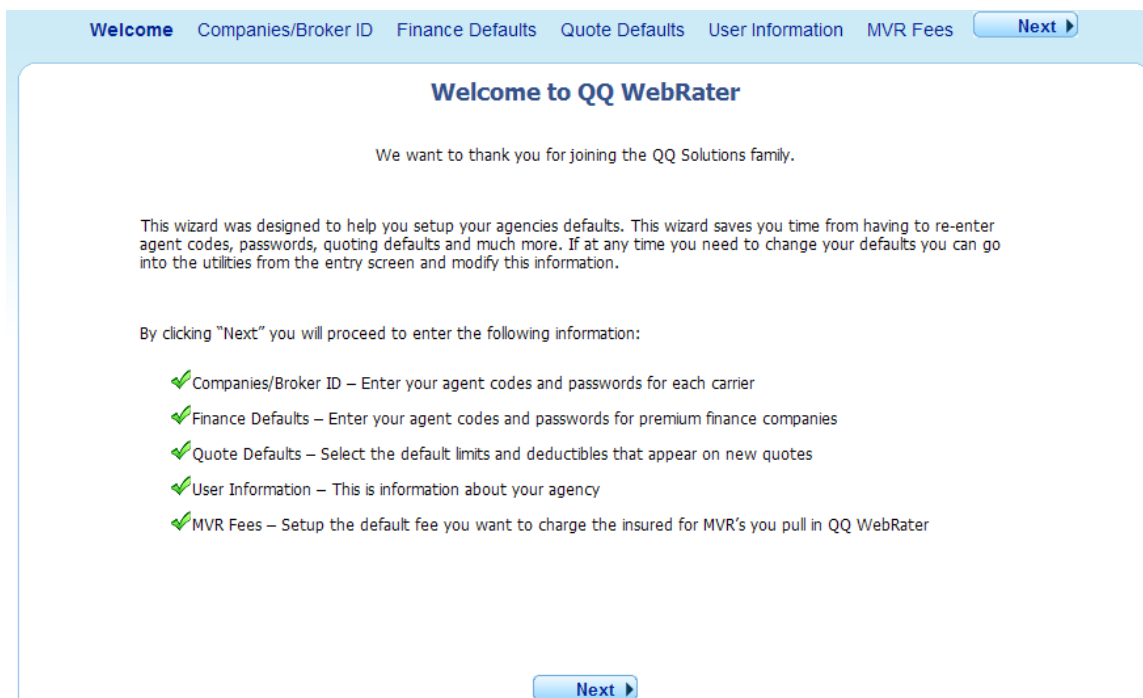 Welcome Companies/Broker ID Finance Defaults Quote Defaults User Information MVR Fees Next
Welcome to QQ WebRater
We want to thank you for joining the QQ Solutions family.
This wizard was designed to help you setup your agencies defaults. This wizard saves you time from having to re-enter
agent codes, passwords, quoting defaults and much more. If at any time you need to change your defaults you can go
into the utilities from the entry screen and modify this information.
By clicking “Next” you will proceed to enter the following information:
Companies/Broker ID – Enter your agent codes and passwords for each carrier
Finance Defaults – Enter your agent codes and passwords for premium finance companies
Quote Defaults – Select the default limits and deductibles that appear on new quotes
User Information – This is information about your agency
MVR Fees – Setup the default fee you want to charge the insured for MVR's you pull in QQ WebRater
Next